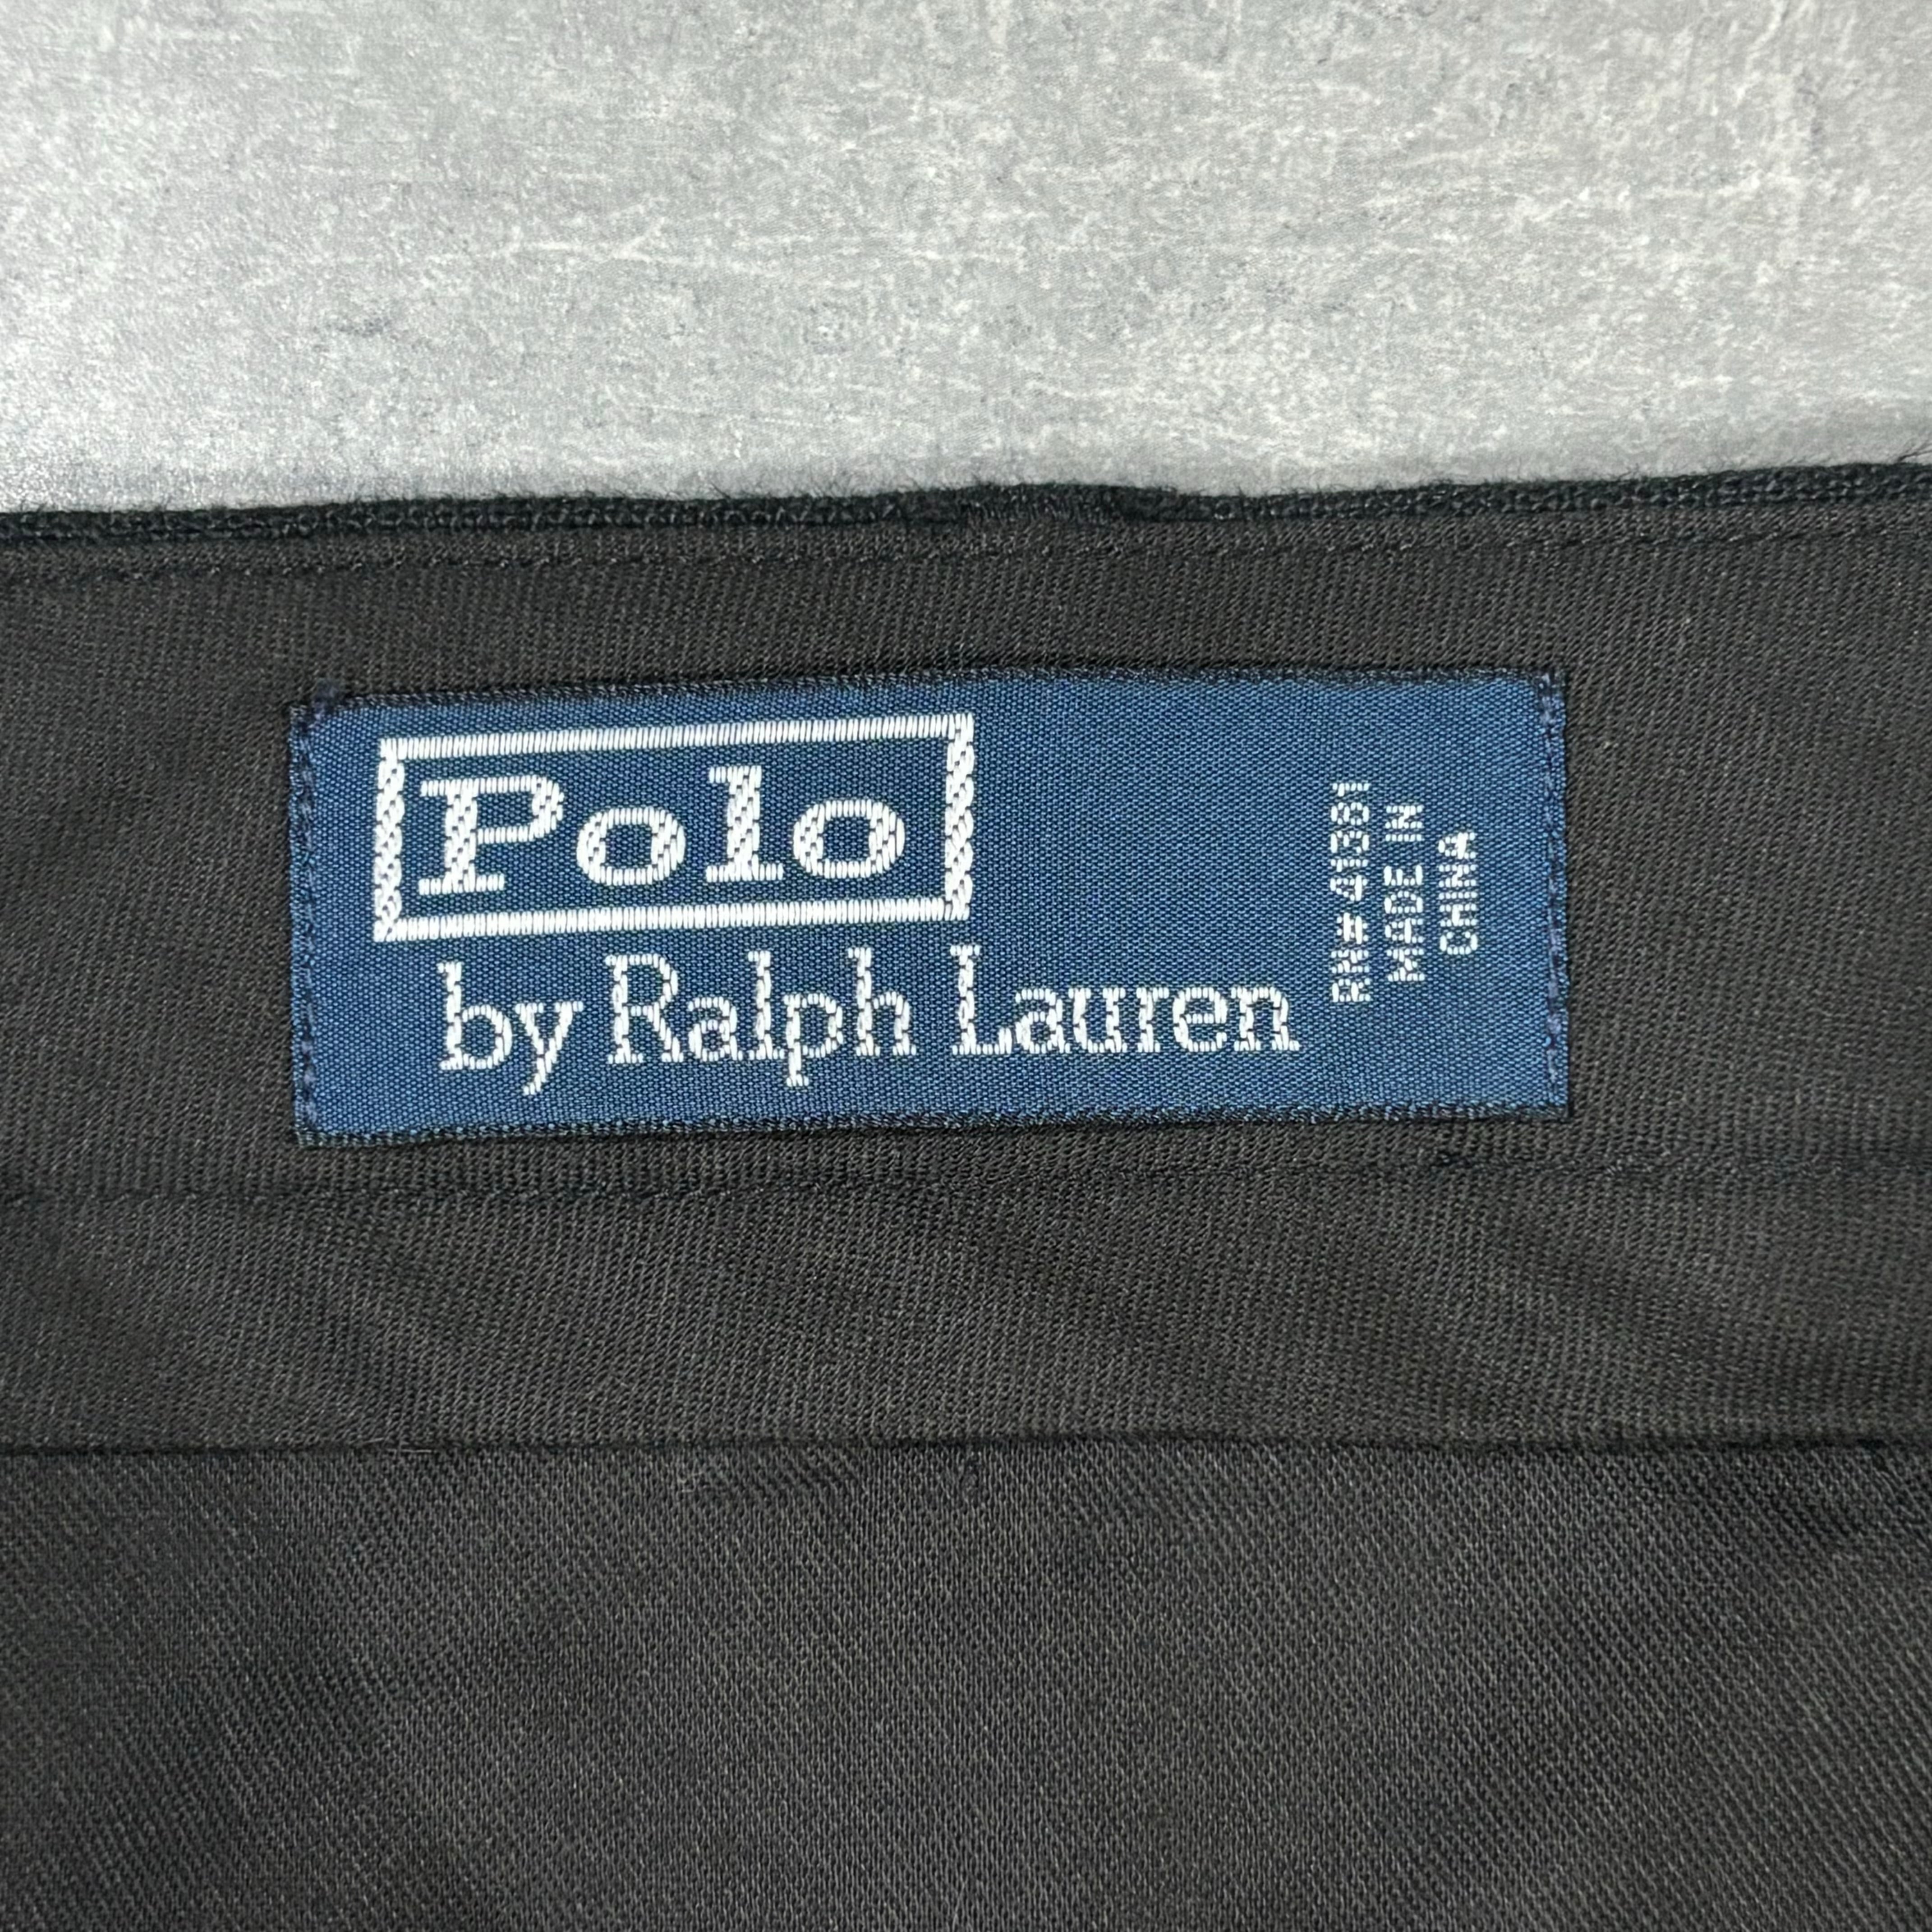 Polo
by Ralph Lauren
RN# 41381
MADE IN
CHINA